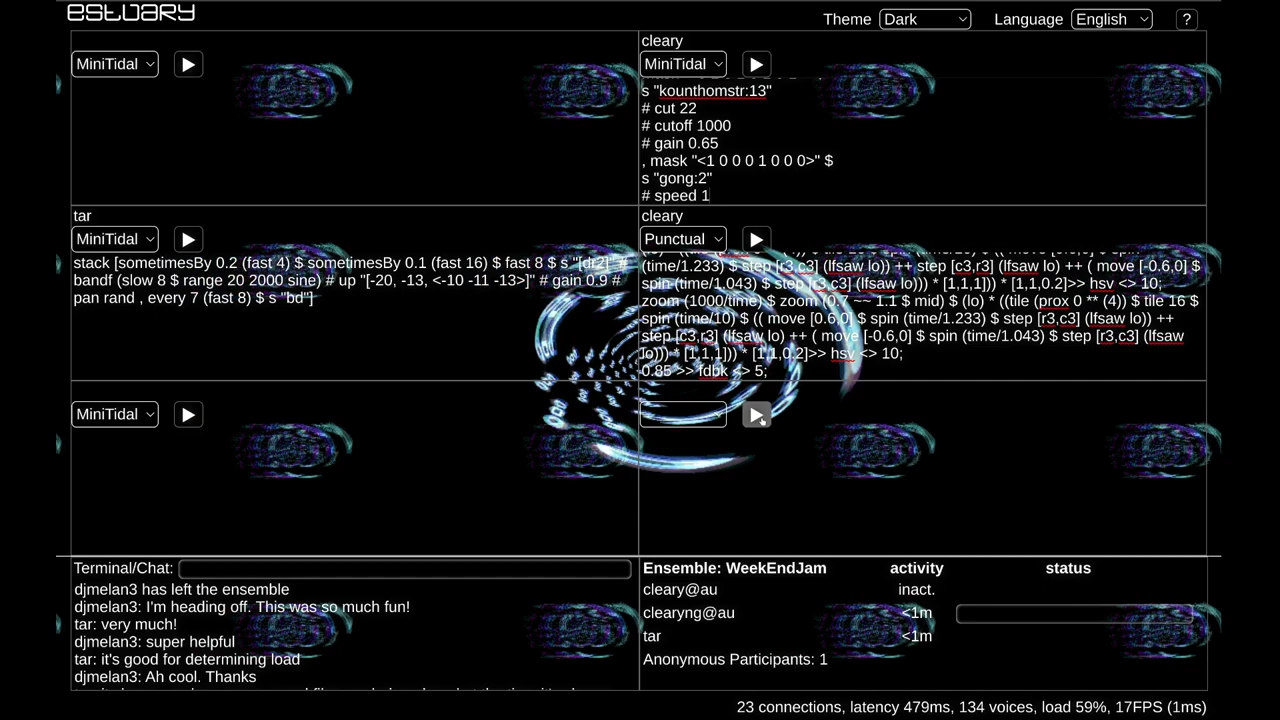 estuary
Theme Dark Language English ?
MiniTidal
cleary
MiniTidal
s "kounthomstr:13"
# cut 22
# cutoff 1000
# gain 0.65
, mask "<1 0 0 0 1 0 0 0>" $
s "gong:2"
# speed 1
tar
MiniTidal
stack [sometimesBy 0.2 (fast 4) $ sometimesBy 0.1 (fast 16) $ fast 8 $ s "[dr2]" #
bandf (slow 8 $ range 20 2000 sine) # up "[-20, -13, <-10 -11 -13>]" # gain 0.9 #
pan rand , every 7 (fast 8) $ s "bd"]
cleary
Punctual
(time/1.233) $ step [r3,c3] (lfsaw lo)) ++ step [c3,r3] (lfsaw lo) ++ ( move [-0.6,0] $
spin (time/1.043) $ step [r3,c3] (lfsaw lo))) * [1,1,1])) * [1,1,0.2]>> hsv <> 10;
zoom (1000/time) $ zoom (0.7 ~~ 1.1 $ mid) $ (lo) * ((tile (prox 0 ** (4)) $ tile 16 $
spin (time/10) $ (( move [0.6,0] $ spin (time/1.233) $ step [r3,c3] (lfsaw lo)) ++
step [c3,r3] (lfsaw lo) ++ ( move [-0.6,0] $ spin (time/1.043) $ step [r3,c3] (lfsaw
lo))) * [1,1,1])) * [1,1,0.2]>> hsv <> 10;
0.85 >> fdbk <> 5;
MiniTidal
Terminal/Chat:
djmelan3 has left the ensemble
djmelan3: I'm heading off. This was so much fun!
tar: very much!
djmelan3: super helpful
tar: it's good for determining load
djmelan3: Ah cool. Thanks
Ensemble: WeekEndJam activity status
cleary@au inact.
clearyng@au <1m
tar <1m
Anonymous Participants: 1
23 connections, latency 479ms, 134 voices, load 59%, 17FPS (1ms)